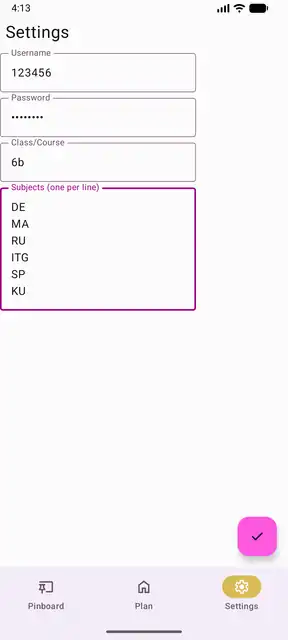 4:13
Settings
Username
123456
Password
••••••••
Class/Course
6b
Subjects (one per line)
DE
MA
RU
ITG
SP
KU
Pinboard
Plan
Settings